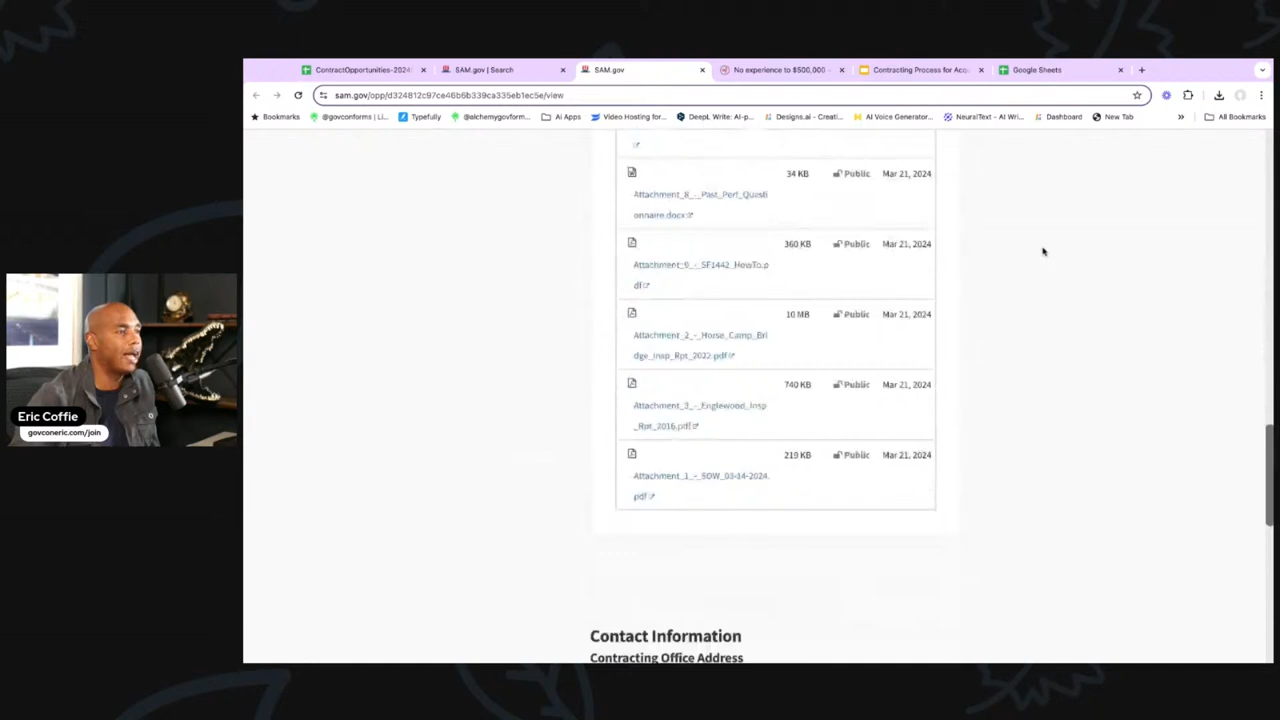 ContractOpportunities-2024
SAM.gov | Search
SAM.gov
No experience to $500,000 -
Contracting Process for Acq
Google Sheets
sam.gov/opp/d324812c97ce46b6b339ca335eb1ec5e/view
Bookmarks
@govconforms | Li...
Typefully
@alchemygovform...
Ai Apps
Video Hosting for...
DeepL Write: AI-p...
Designs.ai - Creati...
AI Voice Generator...
NeuralText - AI Wri...
Dashboard
New Tab
»
All Bookmarks
34 KB Public Mar 21, 2024
Attachment_8_-_Past_Perf_Questi
onnaire.docx
360 KB Public Mar 21, 2024
Attachment_9_-_SF1442_HowTo.p
df
10 MB Public Mar 21, 2024
Attachment_2_-_Horse_Camp_Bri
dge_Insp_Rpt_2022.pdf
740 KB Public Mar 21, 2024
Attachment_3_-_Englewood_Insp
_Rpt_2016.pdf
219 KB Public Mar 21, 2024
Attachment_1_-_SOW_03-14-2024.
pdf
Contact Information
Contracting Office Address
Eric Coffie
govconeric.com/join